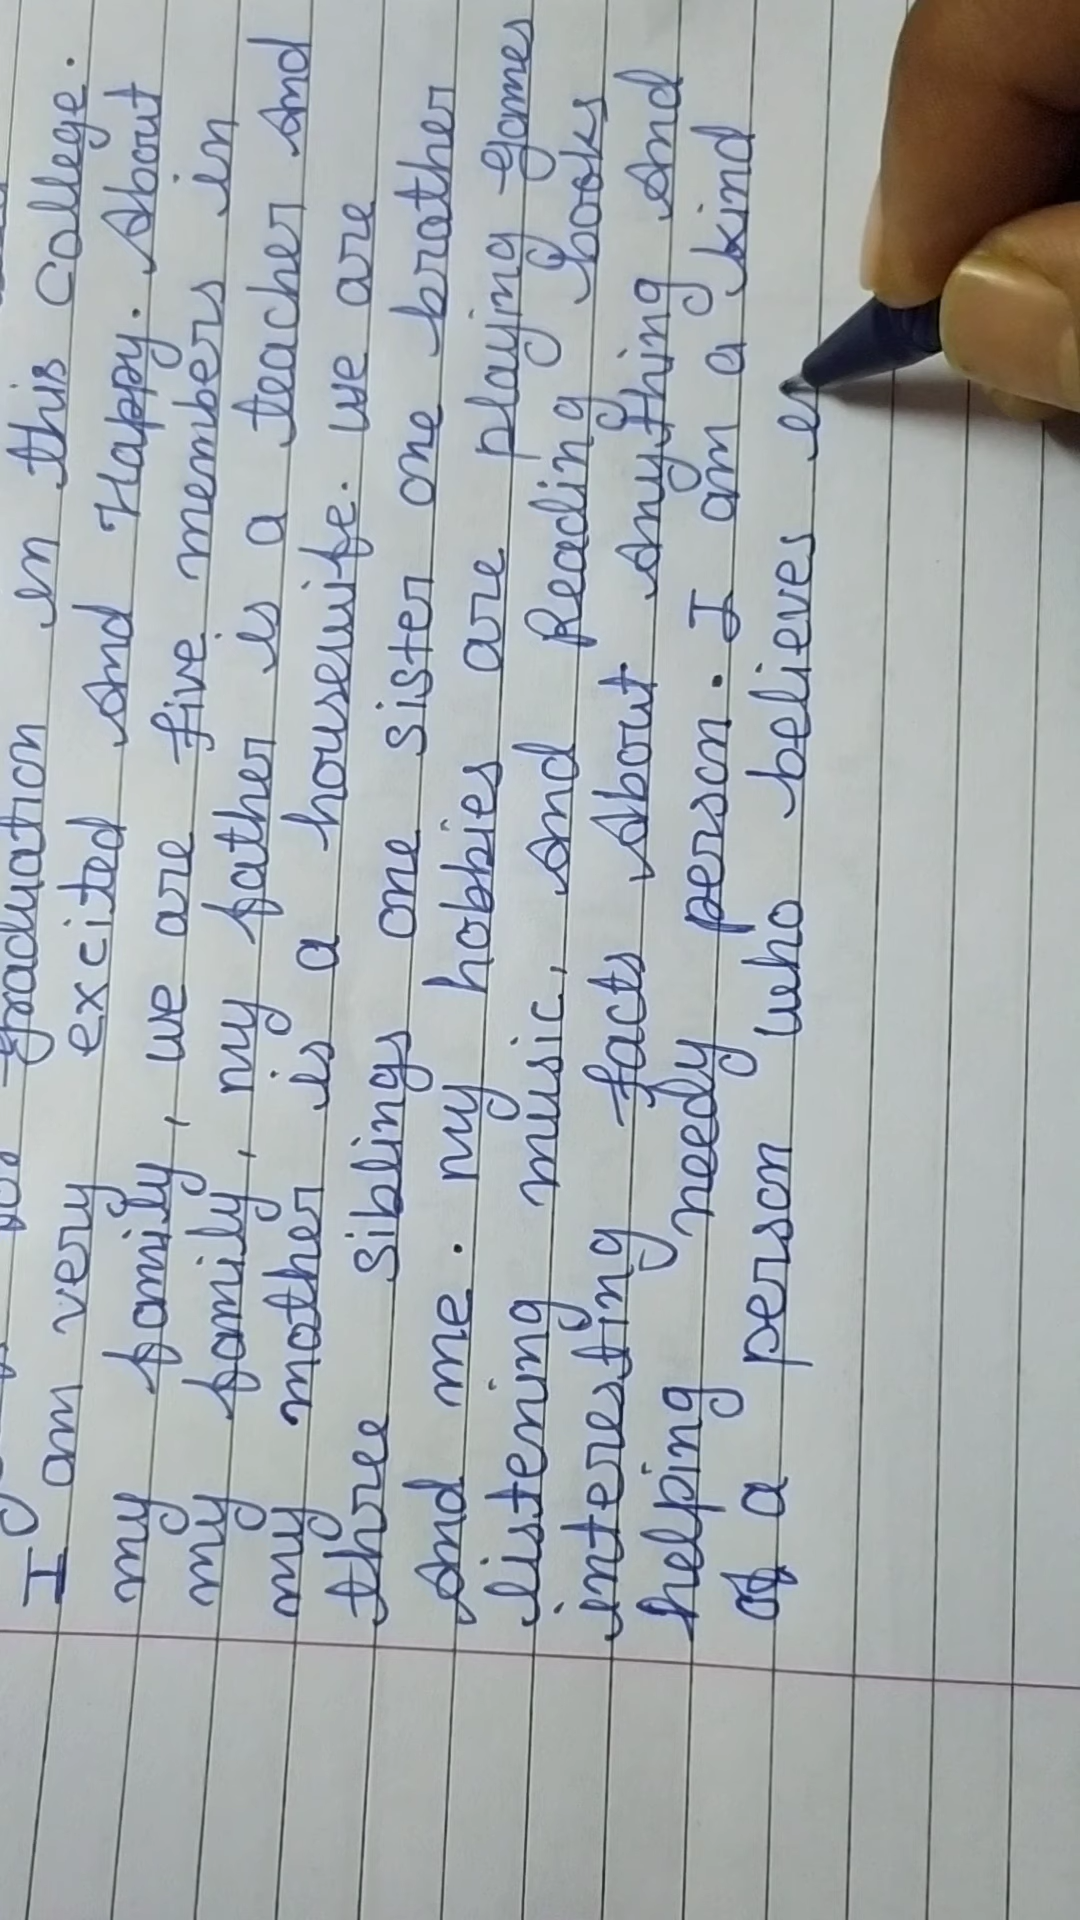 graduation in this college.
I am very excited And Happy. About
my family, we are five members in
my family, my father is a teacher And
my mother is a housewife. we are
three siblings one sister one brother
And me. my hobbies are playing games
listening music, And Reading books
interesting facts About Anything And
helping needy person. I am a kind
of a person who believes